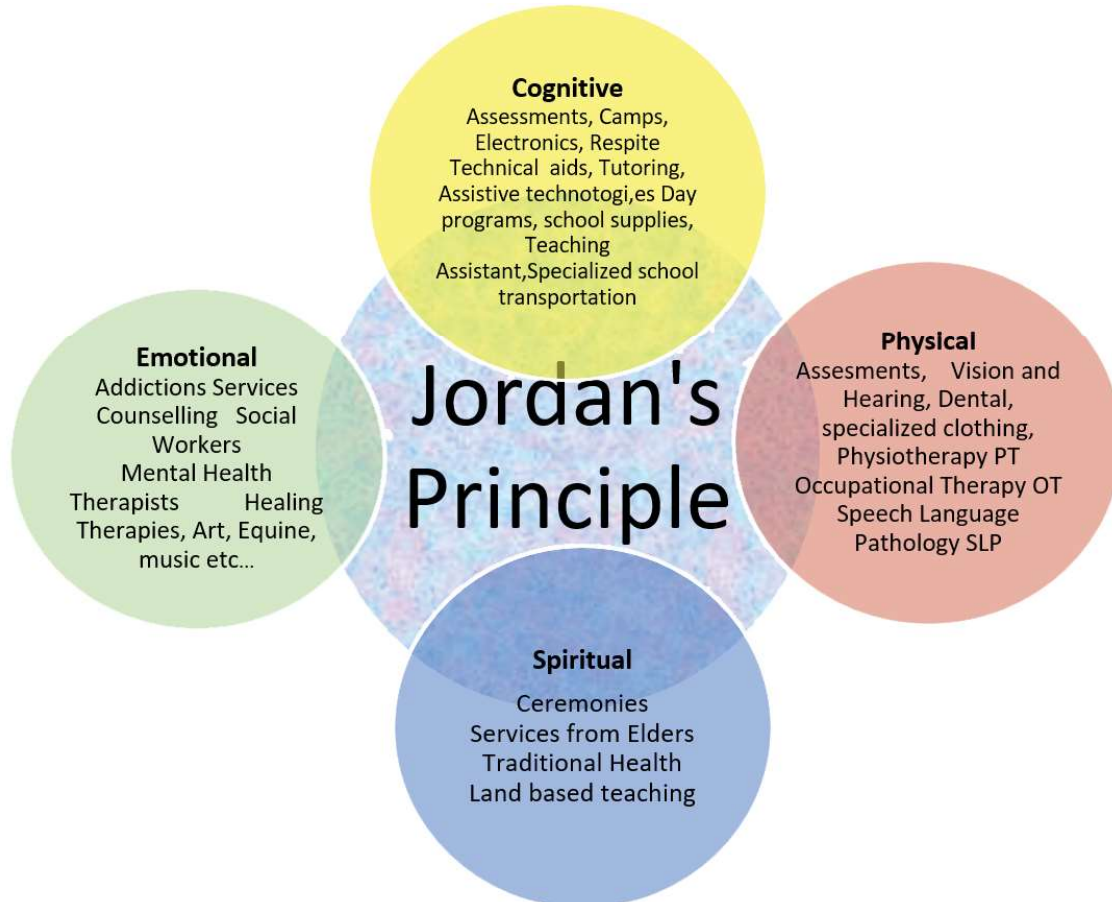 Cognitive
Assessments, Camps,
Electronics, Respite
Technical aids, Tutoring,
Assistive technotogi,es Day
programs, school supplies,
Teaching
Assistant,Specialized school
transportation
Emotional
Addictions Services
Counselling Social
Workers
Mental Health
Therapists Healing
Therapies, Art, Equine,
music etc…
Jordan's
Principle
Physical
Assesments, Vision and
Hearing, Dental,
specialized clothing,
Physiotherapy PT
Occupational Therapy OT
Speech Language
Pathology SLP
Spiritual
Ceremonies
Services from Elders
Traditional Health
Land based teaching